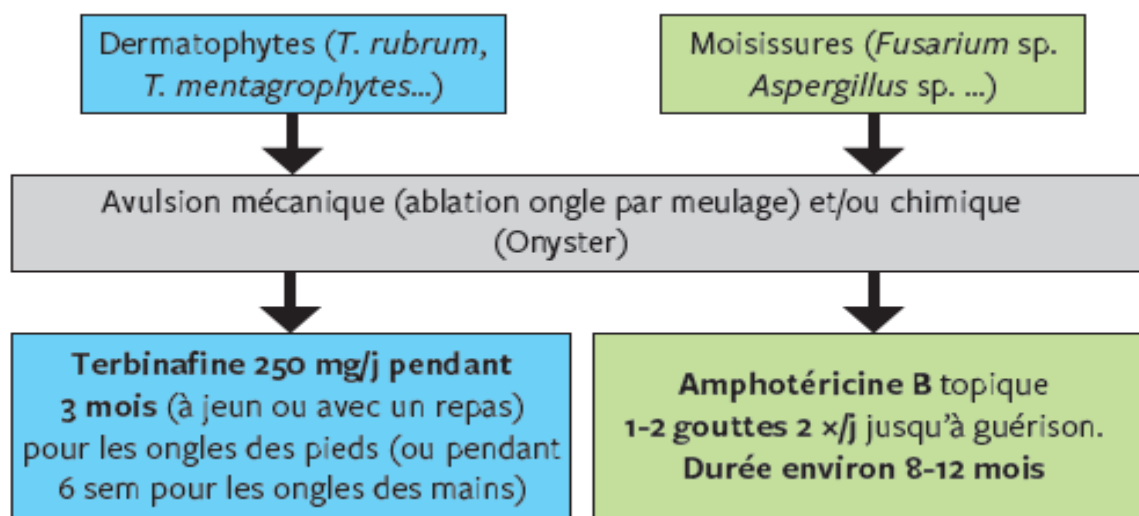 Dermatophytes (T. rubrum,
T. mentagrophytes...)
Moisissures (Fusarium sp.
Aspergillus sp. ...)
Avulsion mécanique (ablation ongle par meulage) et/ou chimique
(Onyster)
Terbinafine 250 mg/j pendant
3 mois (à jeun ou avec un repas)
pour les ongles des pieds (ou pendant
6 sem pour les ongles des mains)
Amphotéricine B topique
1-2 gouttes 2 ×/j jusqu'à guérison.
Durée environ 8-12 mois